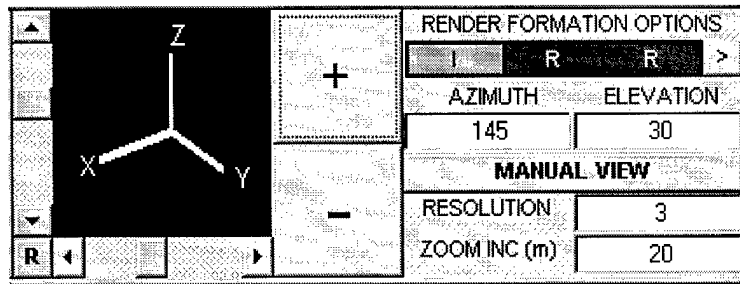 Z
X
Y
R
+
-
RENDER FORMATION OPTIONS
I R R >
AZIMUTH ELEVATION
145 30
MANUAL VIEW
RESOLUTION 3
ZOOM INC (m) 20